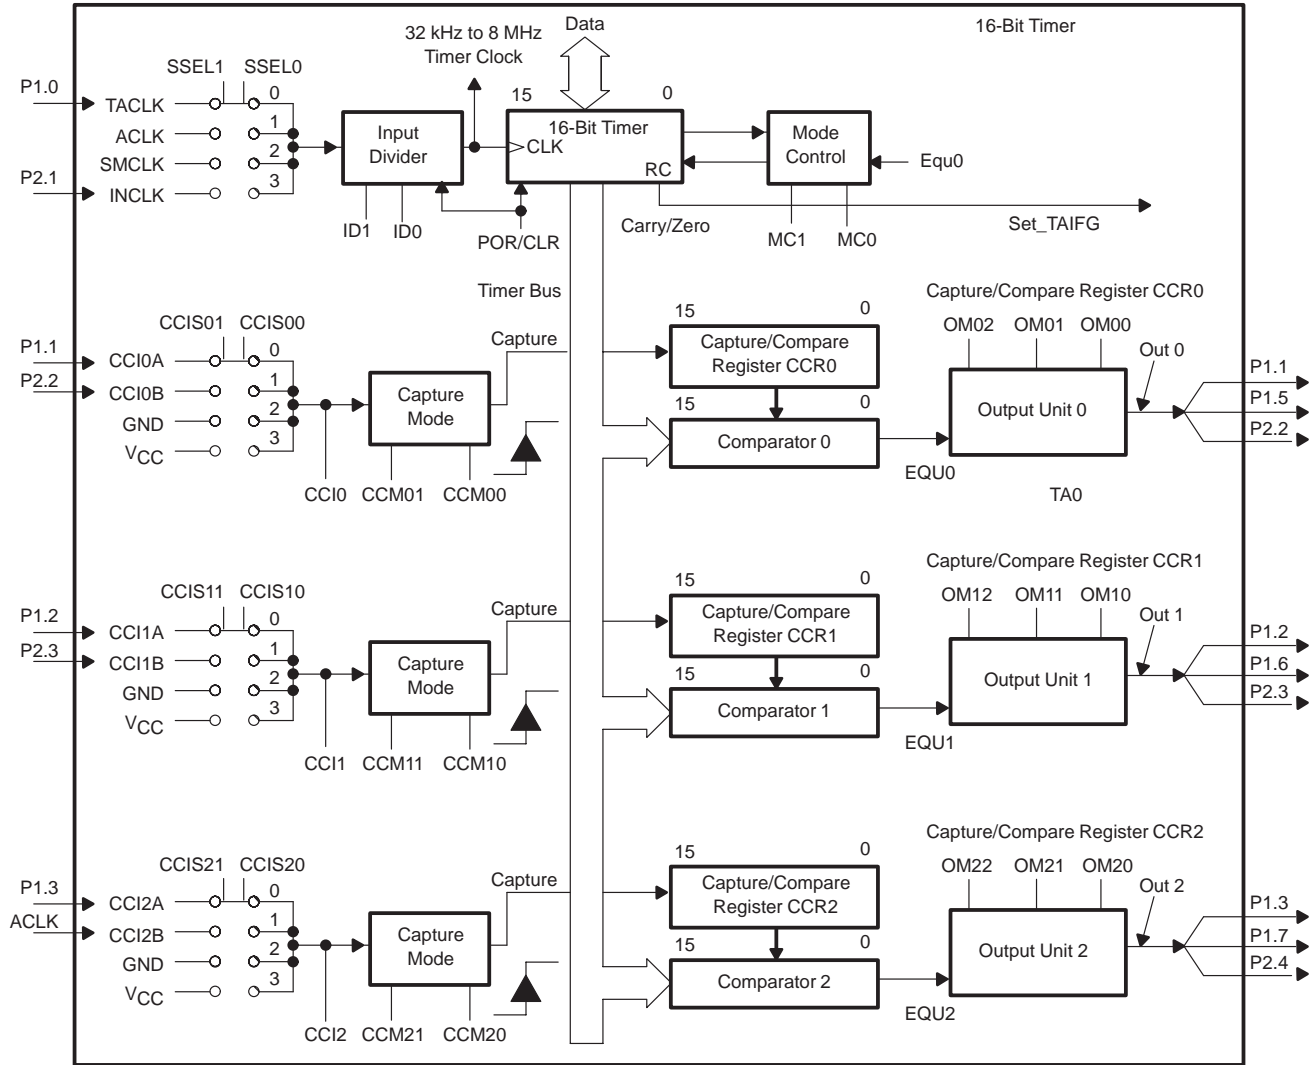 16-Bit Timer
32 kHz to 8 MHz
Timer Clock
Data
SSEL1 SSEL0
15 0
P1.0
TACLK 0
ACLK 1
SMCLK 2
P2.1
INCLK 3
Input
Divider
16-Bit Timer
CLK
RC
Mode
Control
Equ0
ID1 ID0
POR/CLR
Carry/Zero
MC1 MC0
Set_TAIFG
Timer Bus
CCIS01 CCIS00
P1.1
CCI0A 0
P2.2
CCI0B 1
GND 2
VCC 3
Capture
Capture
Mode
CCI0 CCM01 CCM00
15 0
Capture/Compare
Register CCR0
15 0
Comparator 0
EQU0
Capture/Compare Register CCR0
OM02 OM01 OM00
Out 0
Output Unit 0
P1.1
P1.5
P2.2
TA0
CCIS11 CCIS10
P1.2
CCI1A 0
P2.3
CCI1B 1
GND 2
VCC 3
Capture
Capture
Mode
CCI1 CCM11 CCM10
15 0
Capture/Compare
Register CCR1
15 0
Comparator 1
EQU1
Capture/Compare Register CCR1
OM12 OM11 OM10
Out 1
Output Unit 1
P1.2
P1.6
P2.3
CCIS21 CCIS20
P1.3
CCI2A 0
ACLK
CCI2B 1
GND 2
VCC 3
Capture
Capture
Mode
CCI2 CCM21 CCM20
15 0
Capture/Compare
Register CCR2
15 0
Comparator 2
EQU2
Capture/Compare Register CCR2
OM22 OM21 OM20
Out 2
Output Unit 2
P1.3
P1.7
P2.4